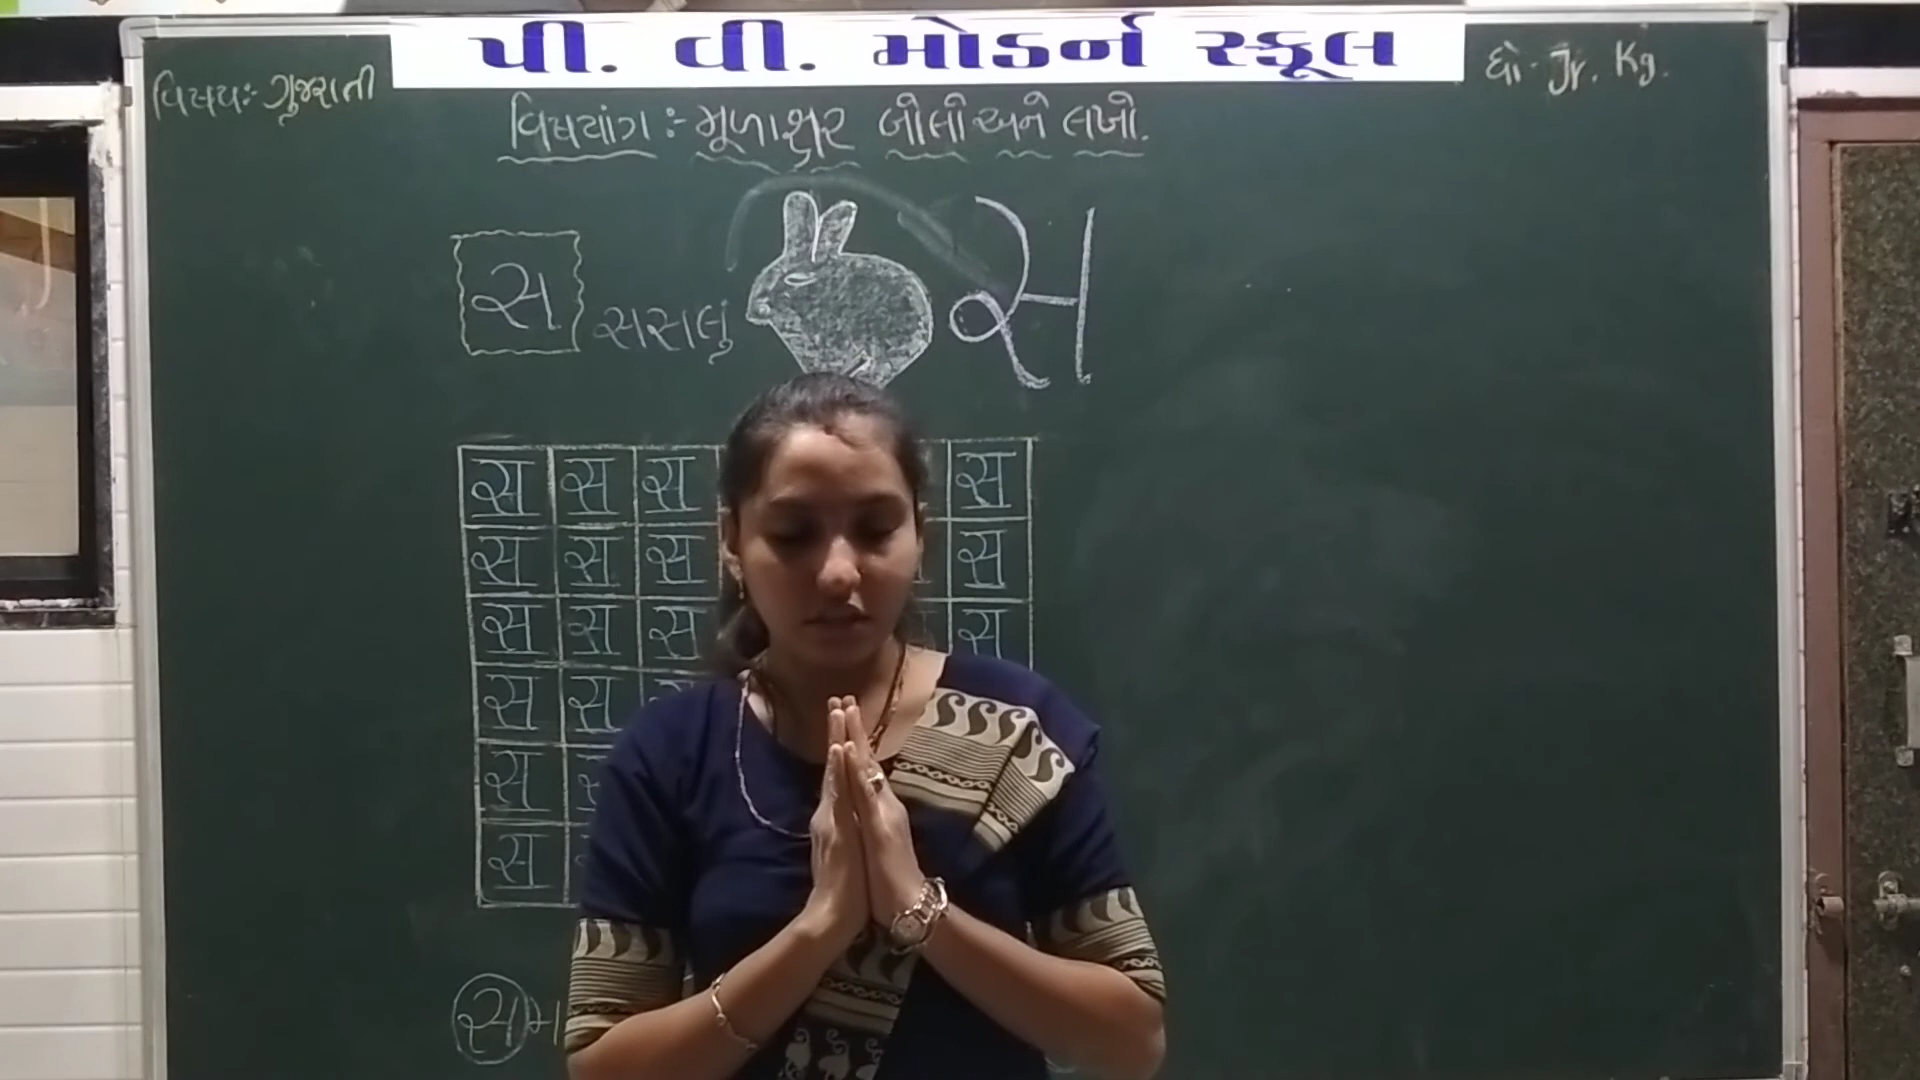 પી. વી. મોડર્ન સ્કૂલ
વિષયઃ- ગુજરાતી
ધો- Jr. Kg.
વિષયાંગ :- મૂળાક્ષર બોલો અને લખો.
સ સસલું સ
સ સ સ સ
સ સ સ સ
સ સ સ સ
સ સ
સ
સ
સ